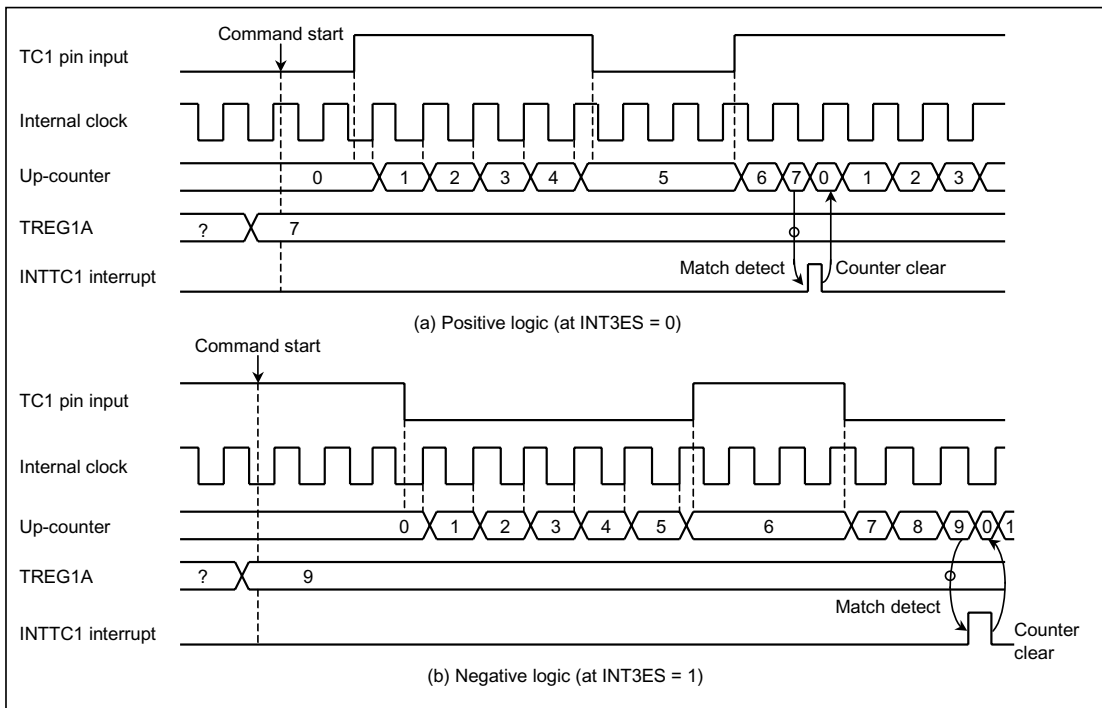 Command start
TC1 pin input
Internal clock
Up-counter 0 1 2 3 4 5 6 7 0 1 2 3
TREG1A ? 7
Match detect Counter clear
INTTC1 interrupt
(a) Positive logic (at INT3ES = 0)
Command start
TC1 pin input
Internal clock
Up-counter 0 1 2 3 4 5 6 7 8 9 0 1
TREG1A ? 9
Match detect
INTTC1 interrupt Counter
clear
(b) Negative logic (at INT3ES = 1)